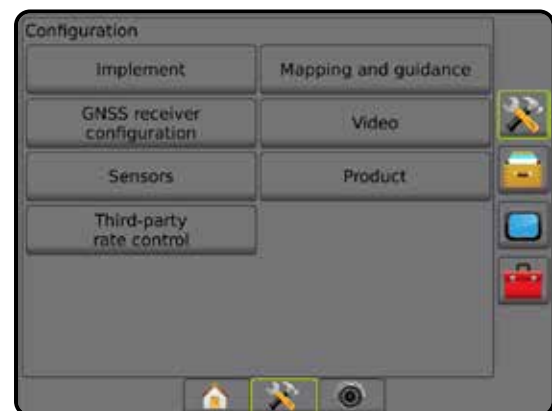 Configuration
Implement
Mapping and guidance
GNSS receiver
configuration
Video
Sensors
Product
Third-party
rate control